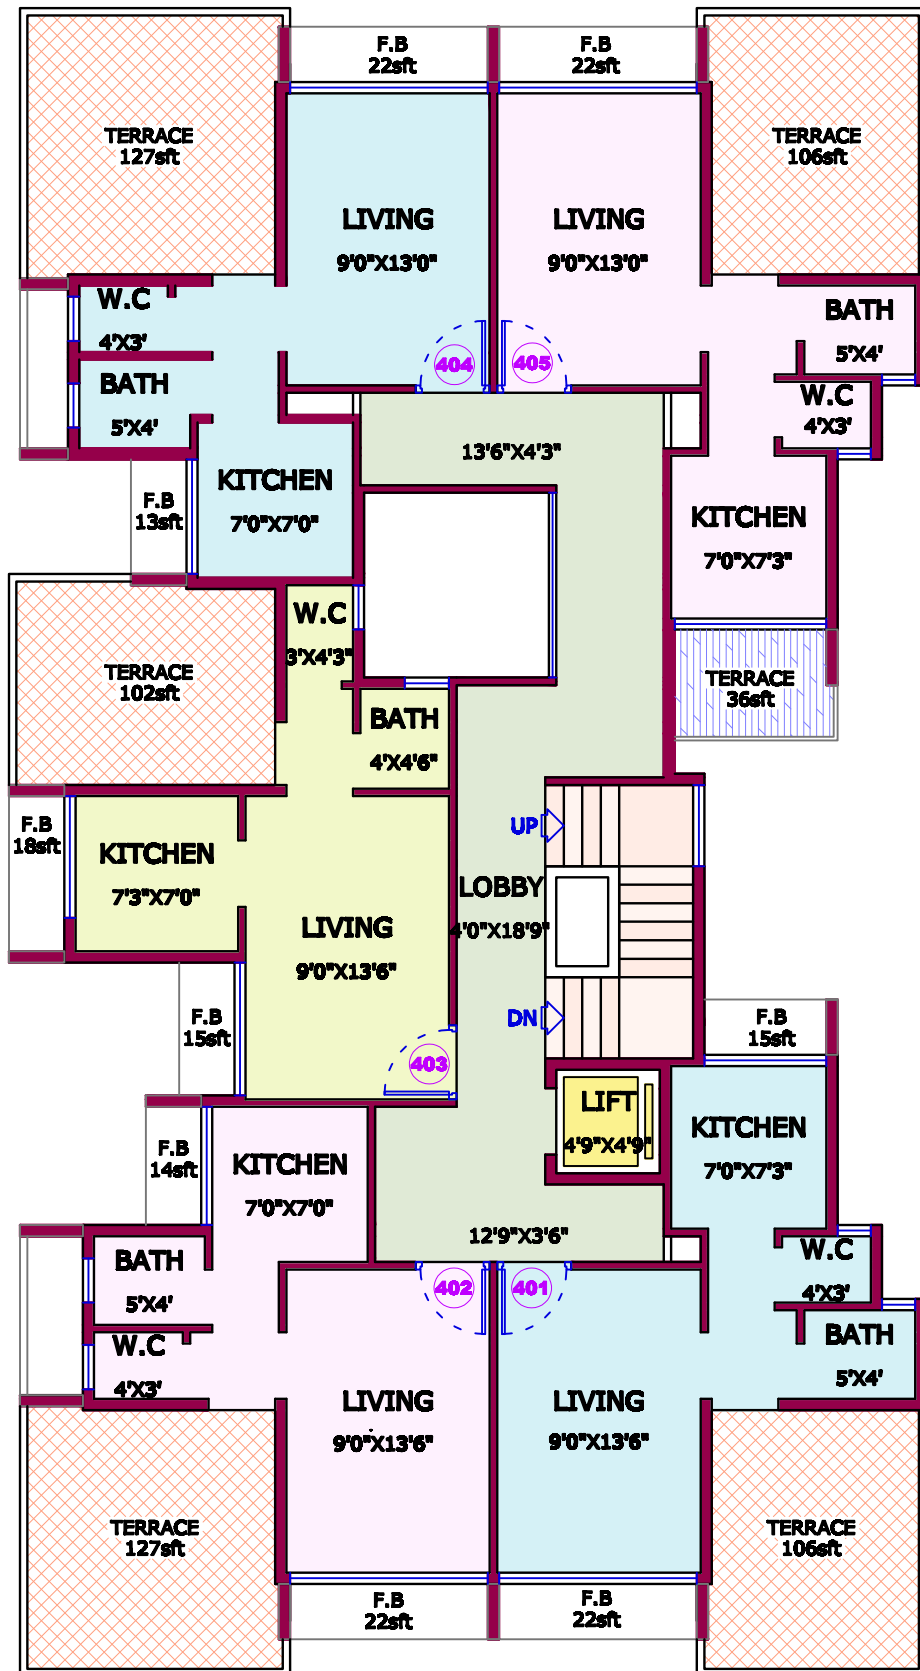 F.B
22sft
F.B
22sft
TERRACE
127sft
TERRACE
106sft
LIVING
9'0"X13'0"
LIVING
9'0"X13'0"
W.C
4'X3'
BATH
5'X4'
404
405
BATH
5'X4'
W.C
4'X3'
13'6"X4'3"
KITCHEN
7'0"X7'0"
F.B
13sft
KITCHEN
7'0"X7'3"
W.C
3'X4'3"
TERRACE
102sft
TERRACE
36sft
BATH
4'X4'6"
UP
F.B
18sft
KITCHEN
7'3"X7'0"
LOBBY
4'0"X18'9"
LIVING
9'0"X13'6"
F.B
15sft
DN
F.B
15sft
403
LIFT
4'9"X4'9"
KITCHEN
7'0"X7'3"
F.B
14sft
KITCHEN
7'0"X7'0"
12'9"X3'6"
BATH
5'X4'
W.C
4'X3'
402
401
W.C
4'X3'
BATH
5'X4'
LIVING
9'0"X13'6"
LIVING
9'0"X13'6"
TERRACE
127sft
TERRACE
106sft
F.B
22sft
F.B
22sft